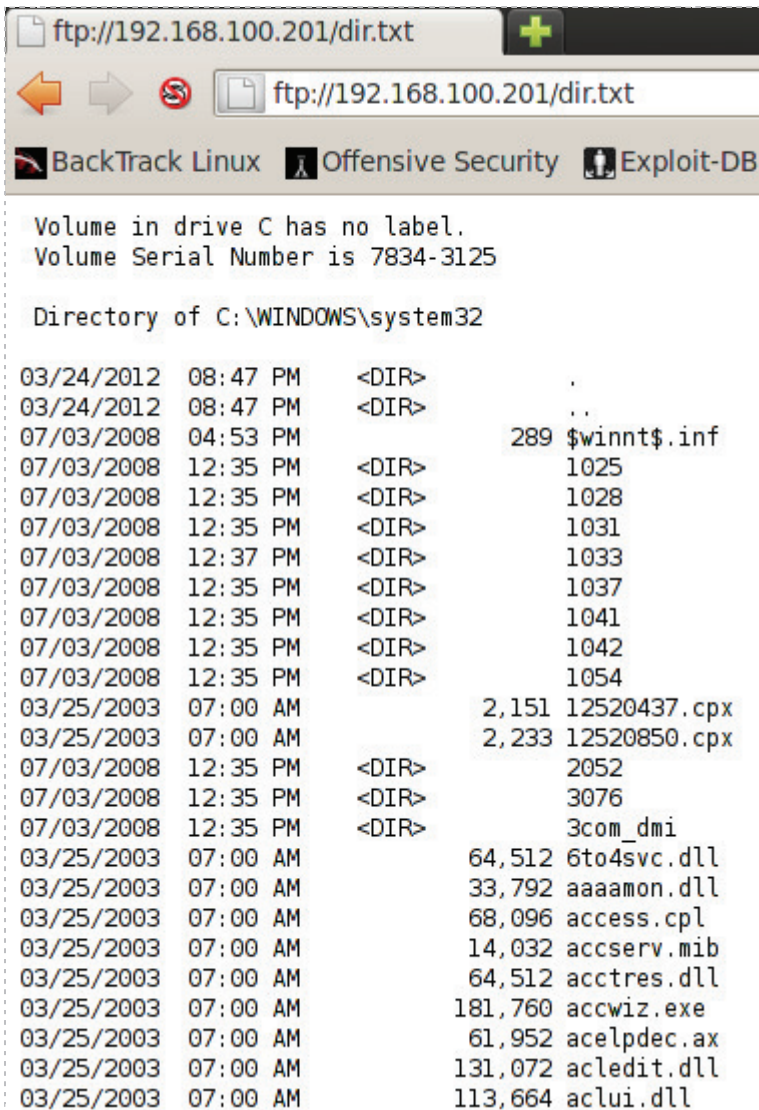 ftp://192.168.100.201/dir.txt
ftp://192.168.100.201/dir.txt
BackTrack Linux Offensive Security Exploit-DB
Volume in drive C has no label.
Volume Serial Number is 7834-3125
Directory of C:\WINDOWS\system32
03/24/2012 08:47 PM <DIR> .
03/24/2012 08:47 PM <DIR> ..
07/03/2008 04:53 PM 289 $winnt$.inf
07/03/2008 12:35 PM <DIR> 1025
07/03/2008 12:35 PM <DIR> 1028
07/03/2008 12:35 PM <DIR> 1031
07/03/2008 12:37 PM <DIR> 1033
07/03/2008 12:35 PM <DIR> 1037
07/03/2008 12:35 PM <DIR> 1041
07/03/2008 12:35 PM <DIR> 1042
07/03/2008 12:35 PM <DIR> 1054
03/25/2003 07:00 AM 2,151 12520437.cpx
03/25/2003 07:00 AM 2,233 12520850.cpx
07/03/2008 12:35 PM <DIR> 2052
07/03/2008 12:35 PM <DIR> 3076
07/03/2008 12:35 PM <DIR> 3com_dmi
03/25/2003 07:00 AM 64,512 6to4svc.dll
03/25/2003 07:00 AM 33,792 aaaamon.dll
03/25/2003 07:00 AM 68,096 access.cpl
03/25/2003 07:00 AM 14,032 accserv.mib
03/25/2003 07:00 AM 64,512 acctres.dll
03/25/2003 07:00 AM 181,760 accwiz.exe
03/25/2003 07:00 AM 61,952 acelpdec.ax
03/25/2003 07:00 AM 131,072 acledit.dll
03/25/2003 07:00 AM 113,664 aclui.dll